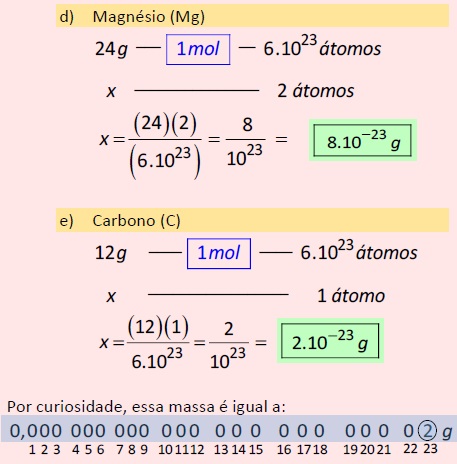 d) Magnésio (Mg)
24g — 1mol — 6.10²³ átomos
x ——— 2 átomos
x = (24)(2) / (6.10²³) = 8 / 10²³ = 8.10⁻²³ g
e) Carbono (C)
12g — 1mol — 6.10²³ átomos
x ——— 1 átomo
x = (12)(1) / 6.10²³ = 2 / 10²³ = 2.10⁻²³ g
Por curiosidade, essa massa é igual a:
0,000 000 000 000 000 000 000 02 g
1 2 3 4 5 6 7 8 9 10 11 12 13 14 15 16 17 18 19 20 21 22 23